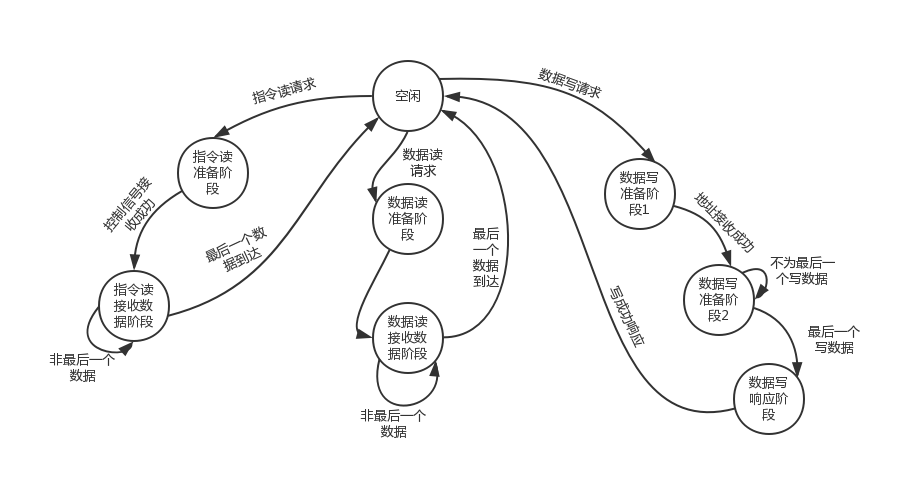 空闲
指令读请求
数据写请求
数据读
请求
指令读
准备阶
段
控制信号接
收成功
指令读
接收数
据阶段
非最后一个
数据
最后一个数
据到达
数据读
准备阶
段
数据读
接收数
据阶段
非最后一个
数据
最后
一个
数据
到达
数据写
准备阶
段1
地址接收成功
数据写
准备阶
段2
不为最后一
个写数据
最后一个
写数据
数据写
响应阶
段
写成功响应